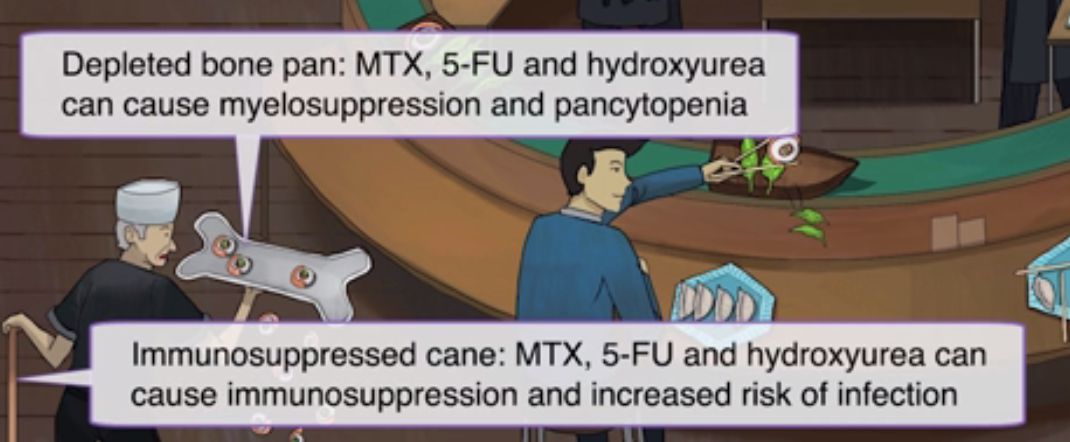 Depleted bone pan: MTX, 5-FU and hydroxyurea
can cause myelosuppression and pancytopenia
Immunosuppressed cane: MTX, 5-FU and hydroxyurea can
cause immunosuppression and increased risk of infection